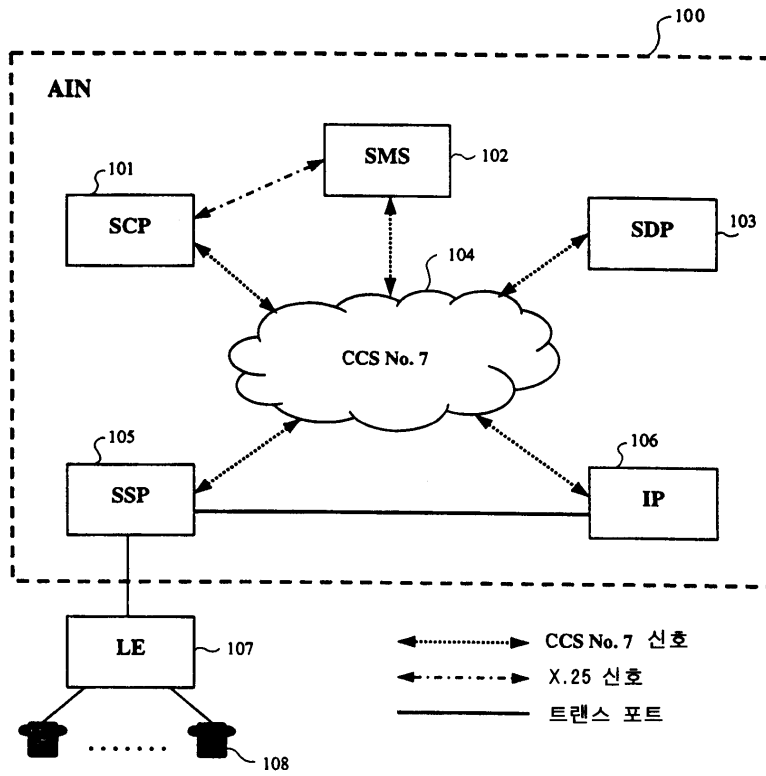 100
AIN
SMS
102
101
SCP
SDP
103
104
CCS No. 7
105
SSP
106
IP
LE
107
108
CCS No. 7 신호
X.25 신호
트랜스 포트